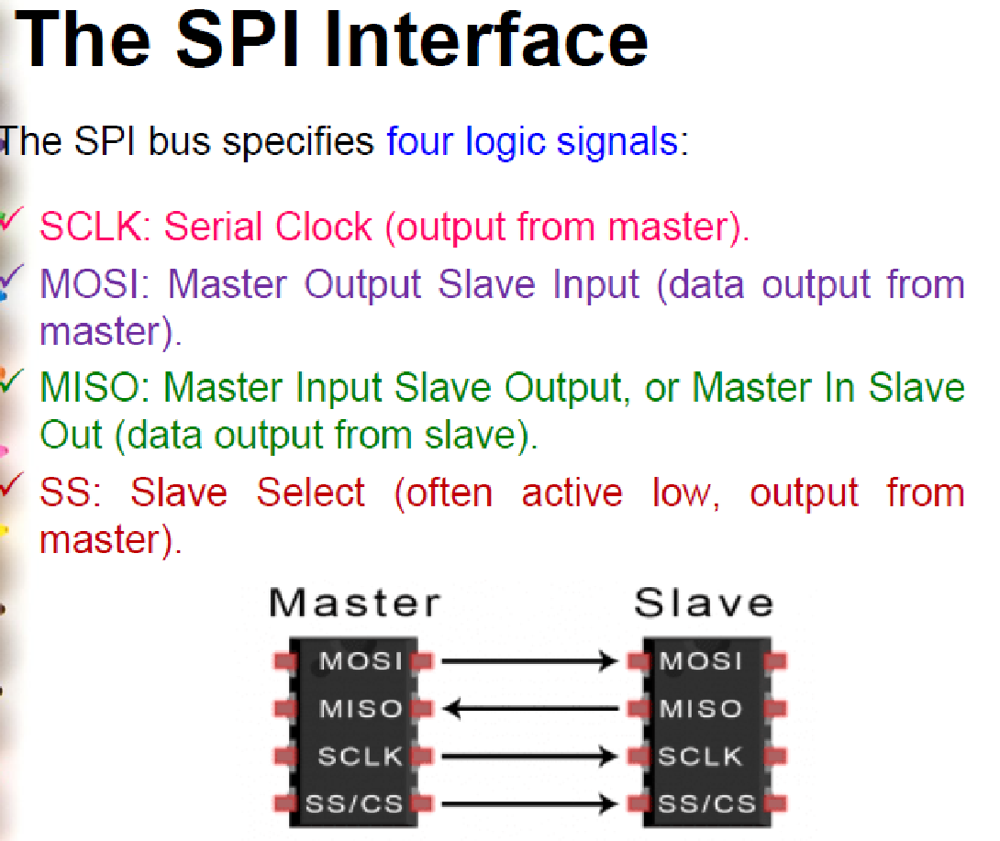 The SPI Interface
The SPI bus specifies four logic signals:
SCLK: Serial Clock (output from master).
MOSI: Master Output Slave Input (data output from
master).
MISO: Master Input Slave Output, or Master In Slave
Out (data output from slave).
SS: Slave Select (often active low, output from
master).
Master Slave
MOSI MOSI
MISO MISO
SCLK SCLK
SS/CS SS/CS